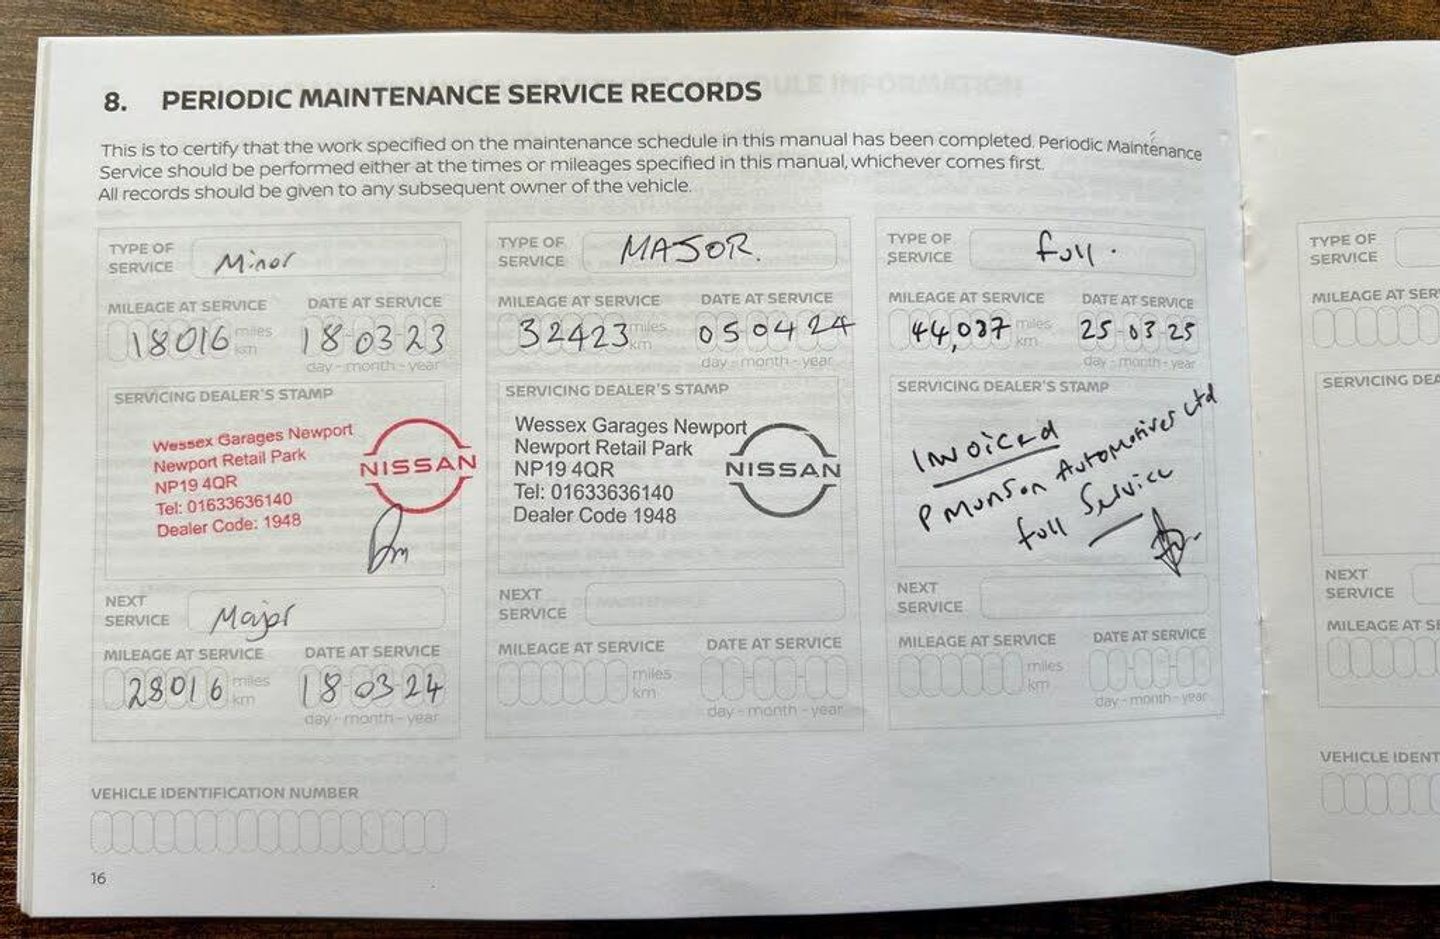 8. PERIODIC MAINTENANCE SERVICE RECORDS
This is to certify that the work specified on the maintenance schedule in this manual has been completed. Periodic Maintenance
Service should be performed either at the times or mileages specified in this manual, whichever comes first.
All records should be given to any subsequent owner of the vehicle.
TYPE OF
SERVICE Minor
MILEAGE AT SERVICE DATE AT SERVICE
18016 miles 18-03-23
km
day - month - year
SERVICING DEALER'S STAMP
Wessex Garages Newport
Newport Retail Park
NP19 4QR
Tel: 01633636140
Dealer Code: 1948
NISSAN
NEXT
SERVICE Major
MILEAGE AT SERVICE DATE AT SERVICE
28016 miles 18-03-24
km
day - month - year
TYPE OF
SERVICE MAJOR.
MILEAGE AT SERVICE DATE AT SERVICE
32423 miles 05 04 24
km
day - month - year
SERVICING DEALER'S STAMP
Wessex Garages Newport
Newport Retail Park
NP19 4QR
Tel: 01633636140
Dealer Code 1948
NISSAN
NEXT
SERVICE
MILEAGE AT SERVICE DATE AT SERVICE
miles
km
day - month - year
TYPE OF
SERVICE full.
MILEAGE AT SERVICE DATE AT SERVICE
44,087 miles 25-03-25
km
day - month - year
SERVICING DEALER'S STAMP
Invoiced
P Munson Automotives Ltd
full Service
NEXT
SERVICE
MILEAGE AT SERVICE DATE AT SERVICE
miles
km
day - month - year
VEHICLE IDENTIFICATION NUMBER
16
TYPE OF
SERVICE
MILEAGE AT SER
SERVICING DEA
NEXT
SERVICE
MILEAGE AT SE
VEHICLE IDENT